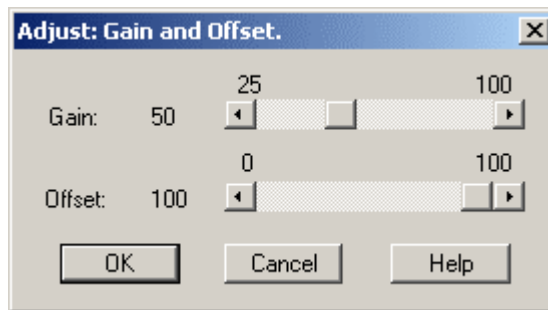 Adjust: Gain and Offset.
25 100
Gain: 50
0 100
Offset: 100
OK Cancel Help